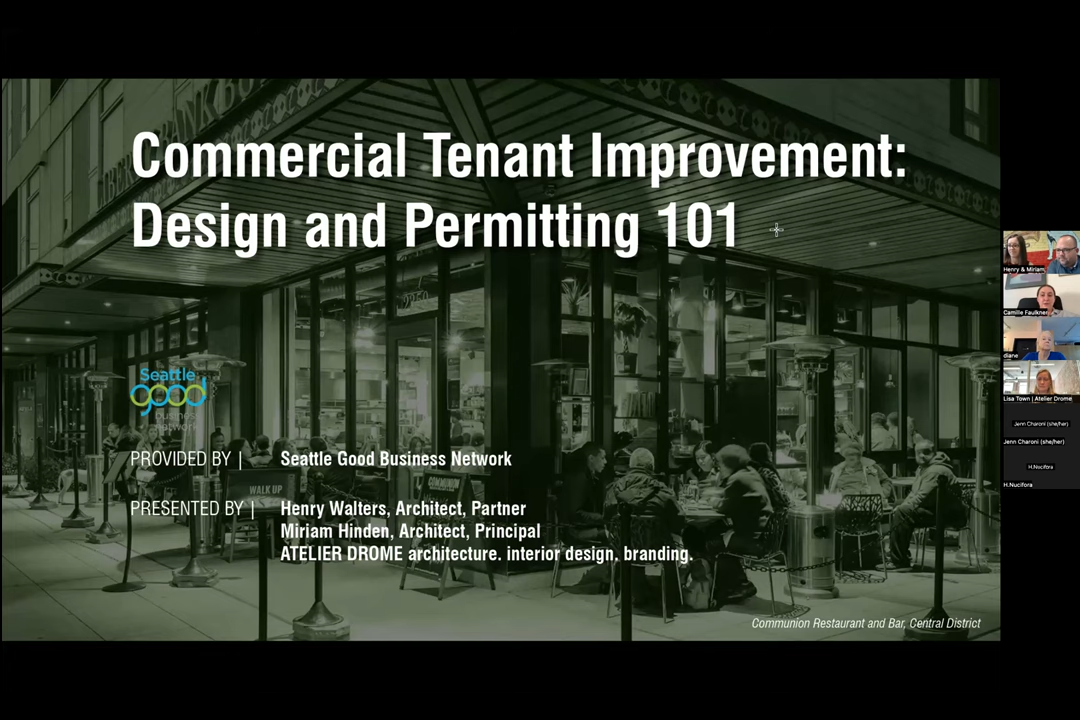 Commercial Tenant Improvement:
Design and Permitting 101
Seattle
good
business
network
PROVIDED BY | Seattle Good Business Network
WALK UP
COMMUNION
PRESENTED BY | Henry Walters, Architect, Partner
Miriam Hinden, Architect, Principal
ATELIER DROME architecture. interior design. branding.
Communion Restaurant and Bar, Central District
Henry & Miriam
Camille Faulkner
diane
Lisa Town | Atelier Drome
Jenn Charoni (she/her)
Jenn Charoni (she/her)
H.Nucifora
H.Nucifora